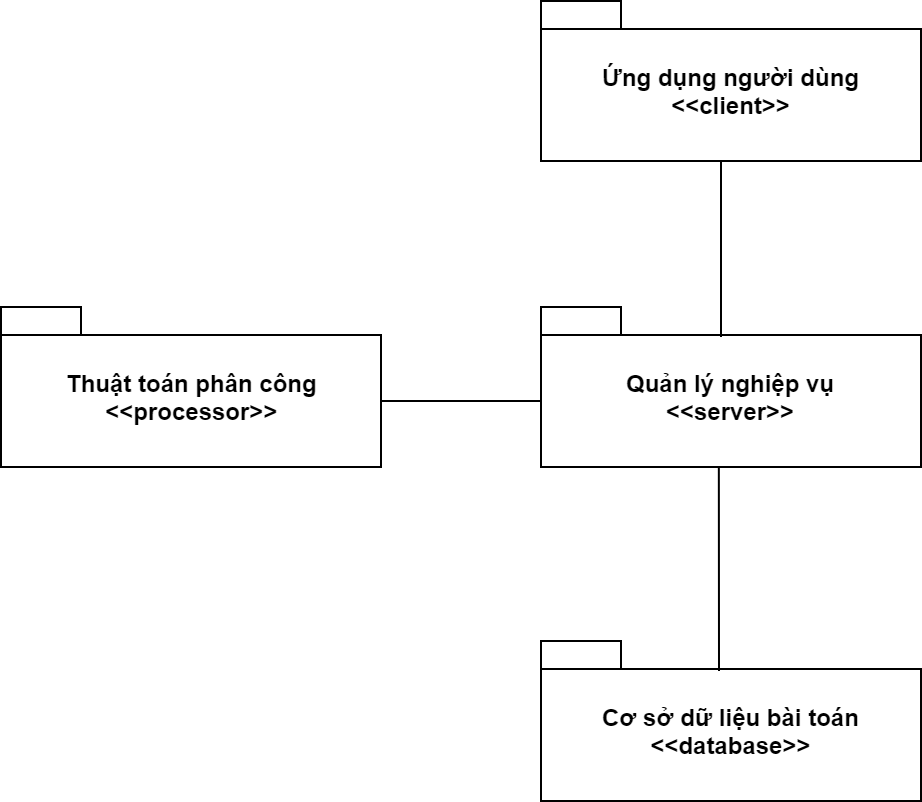 Ứng dụng người dùng
<<client>>
Thuật toán phân công
<<processor>>
Quản lý nghiệp vụ
<<server>>
Cơ sở dữ liệu bài toán
<<database>>